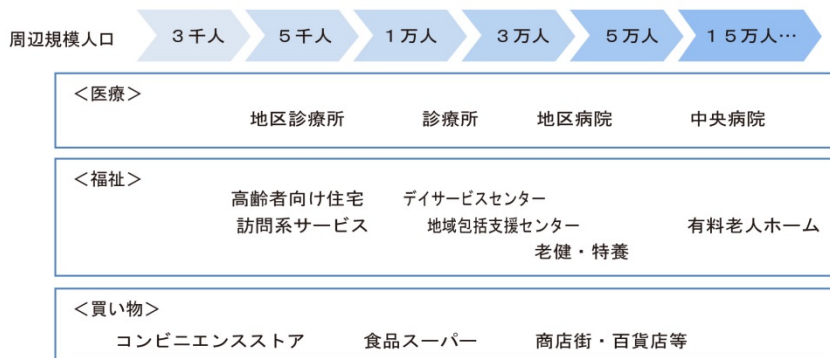 周辺規模人口 ３千人 ５千人 １万人 ３万人 ５万人 １５万人…
＜医療＞
地区診療所 診療所 地区病院 中央病院
＜福祉＞
高齢者向け住宅 デイサービスセンター
訪問系サービス 地域包括支援センター 有料老人ホーム
老健・特養
＜買い物＞
コンビニエンスストア 食品スーパー 商店街・百貨店等